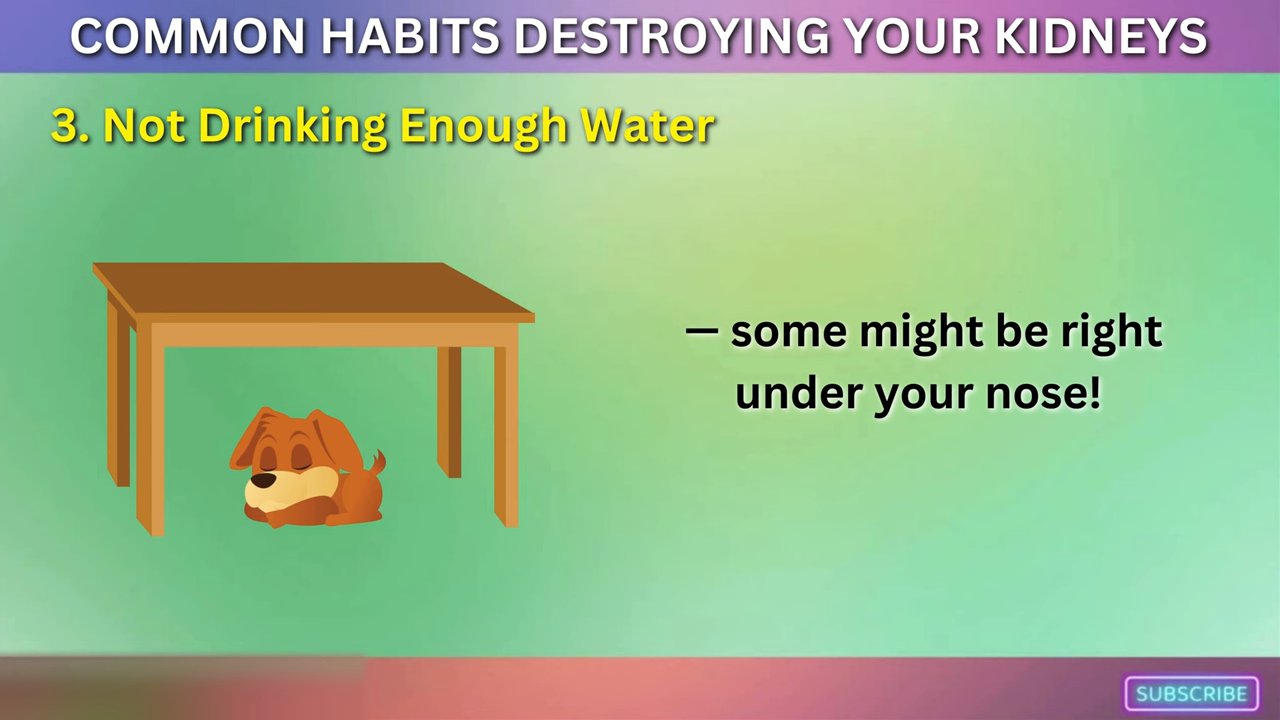 COMMON HABITS DESTROYING YOUR KIDNEYS
3. Not Drinking Enough Water
— some might be right
under your nose!
SUBSCRIBE